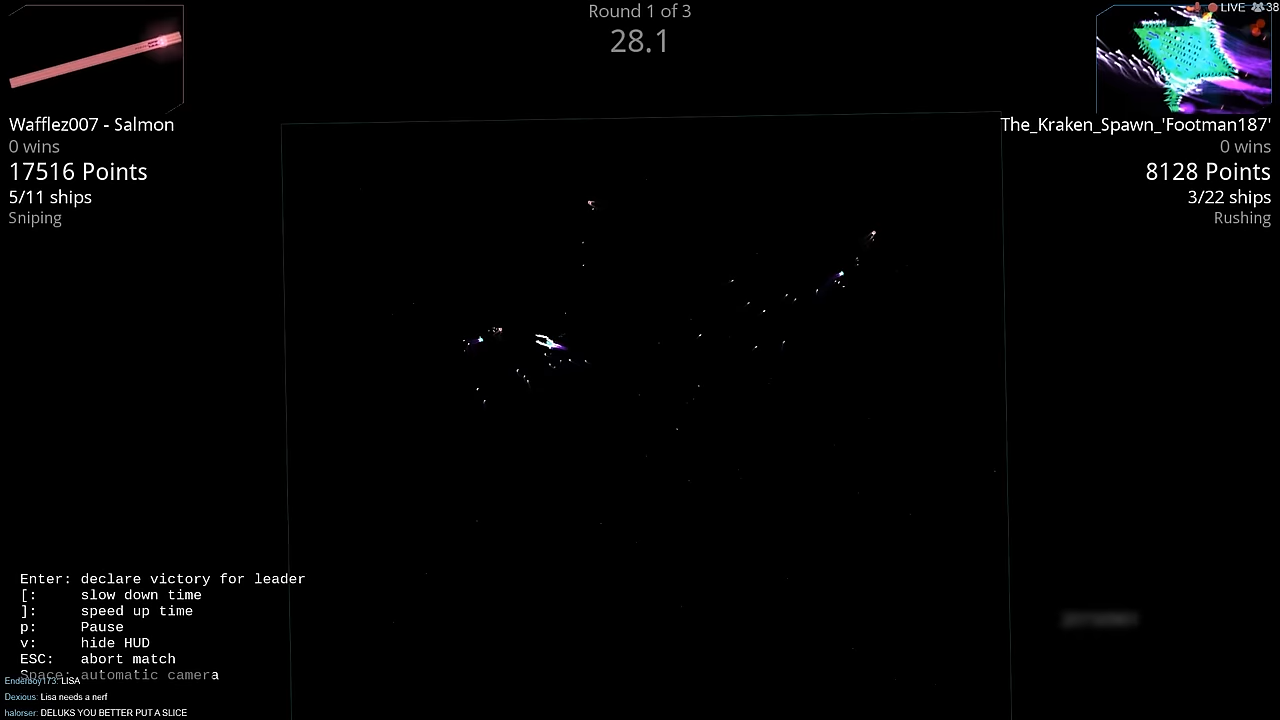 Round 1 of 3
28.1
LIVE 38
Wafflez007 - Salmon
0 wins
17516 Points
5/11 ships
Sniping
The_Kraken_Spawn_'Footman187'
0 wins
8128 Points
3/22 ships
Rushing
Enter: declare victory for leader
[: slow down time
]: speed up time
p: Pause
v: hide HUD
ESC: abort match
Space: automatic camera
Enderboy173: LISA
Dexious: Lisa needs a nerf
halorser: DELUKS YOU BETTER PUT A SLICE